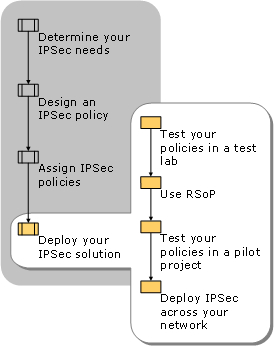 Determine your
IPSec needs
Design an
IPSec policy
Assign IPSec
policies
Deploy your
IPSec solution
Test your
policies in a test
lab
Use RSoP
Test your
policies in a pilot
project
Deploy IPSec
across your
network